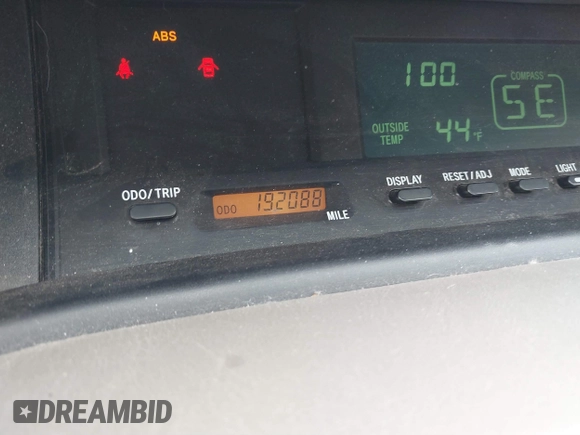 ABS
100
COMPASS
SE
OUTSIDE
TEMP
44°F
DISPLAY
RESET/ADJ
MODE
LIGHT
ODO/TRIP
ODO 192088
MILE
DREAMBID